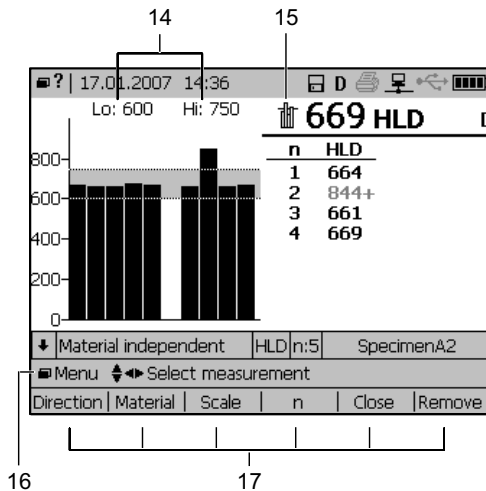 14 15
?| 17.01.2007 14:36 D
Lo: 600 Hi: 750 669 HLD
n HLD
1 664
2 844+
3 661
4 669
800
600
400
200
0
Material independent HLD n:5 SpecimenA2
Menu Select measurement
Direction | Material | Scale | n | Close | Remove
16 17